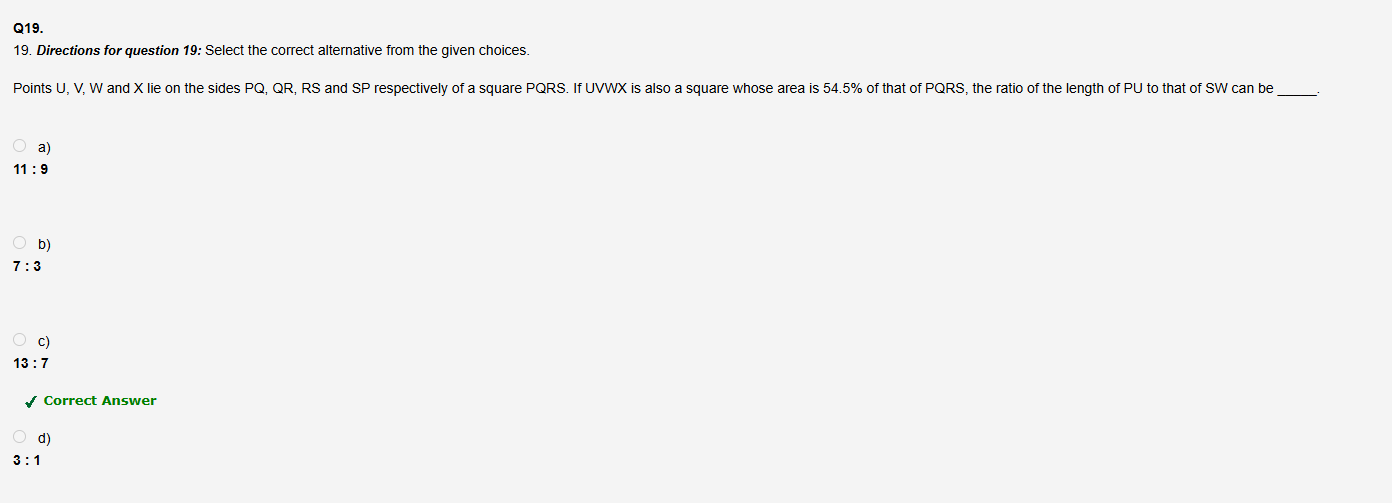 Q19.
19. Directions for question 19: Select the correct alternative from the given choices.
Points U, V, W and X lie on the sides PQ, QR, RS and SP respectively of a square PQRS. If UVWX is also a square whose area is 54.5% of that of PQRS, the ratio of the length of PU to that of SW can be _____.
a)
11 : 9
b)
7 : 3
c)
13 : 7
✓ Correct Answer
d)
3 : 1